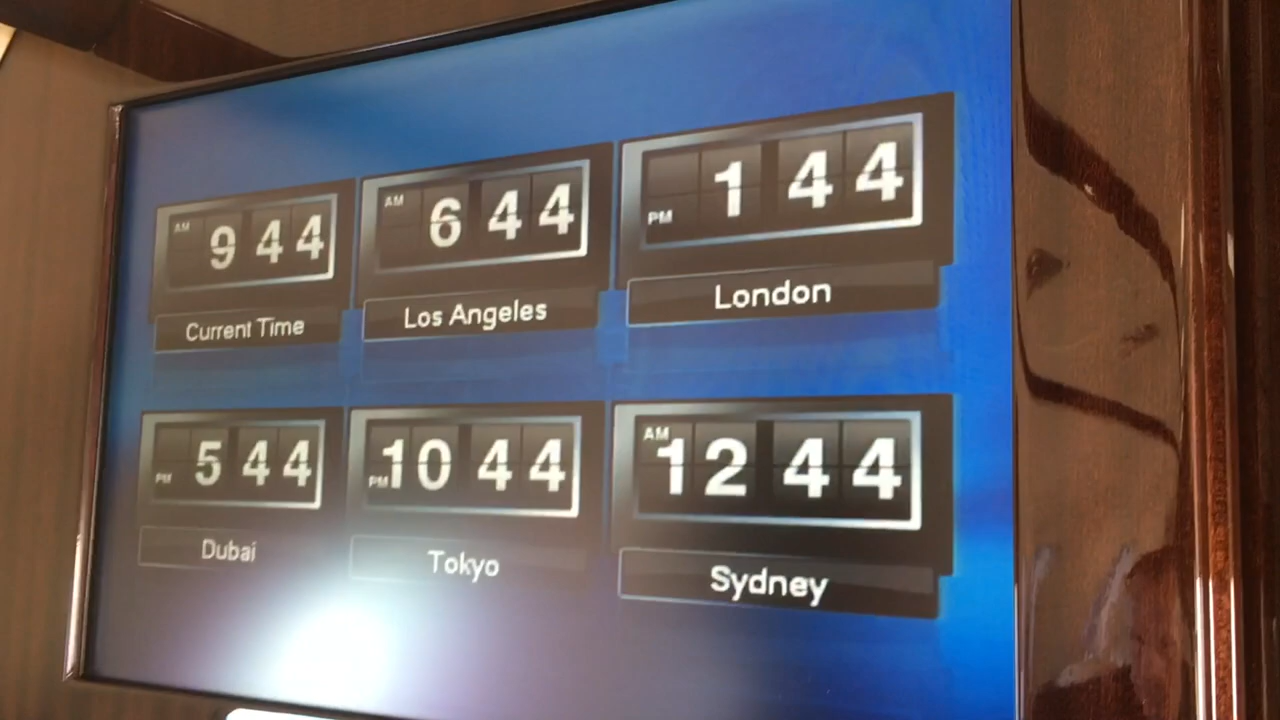 AM 9 44
Current Time
AM 6 44
Los Angeles
PM 1 44
London
PM 5 44
Dubai
PM 10 44
Tokyo
AM 12 44
Sydney